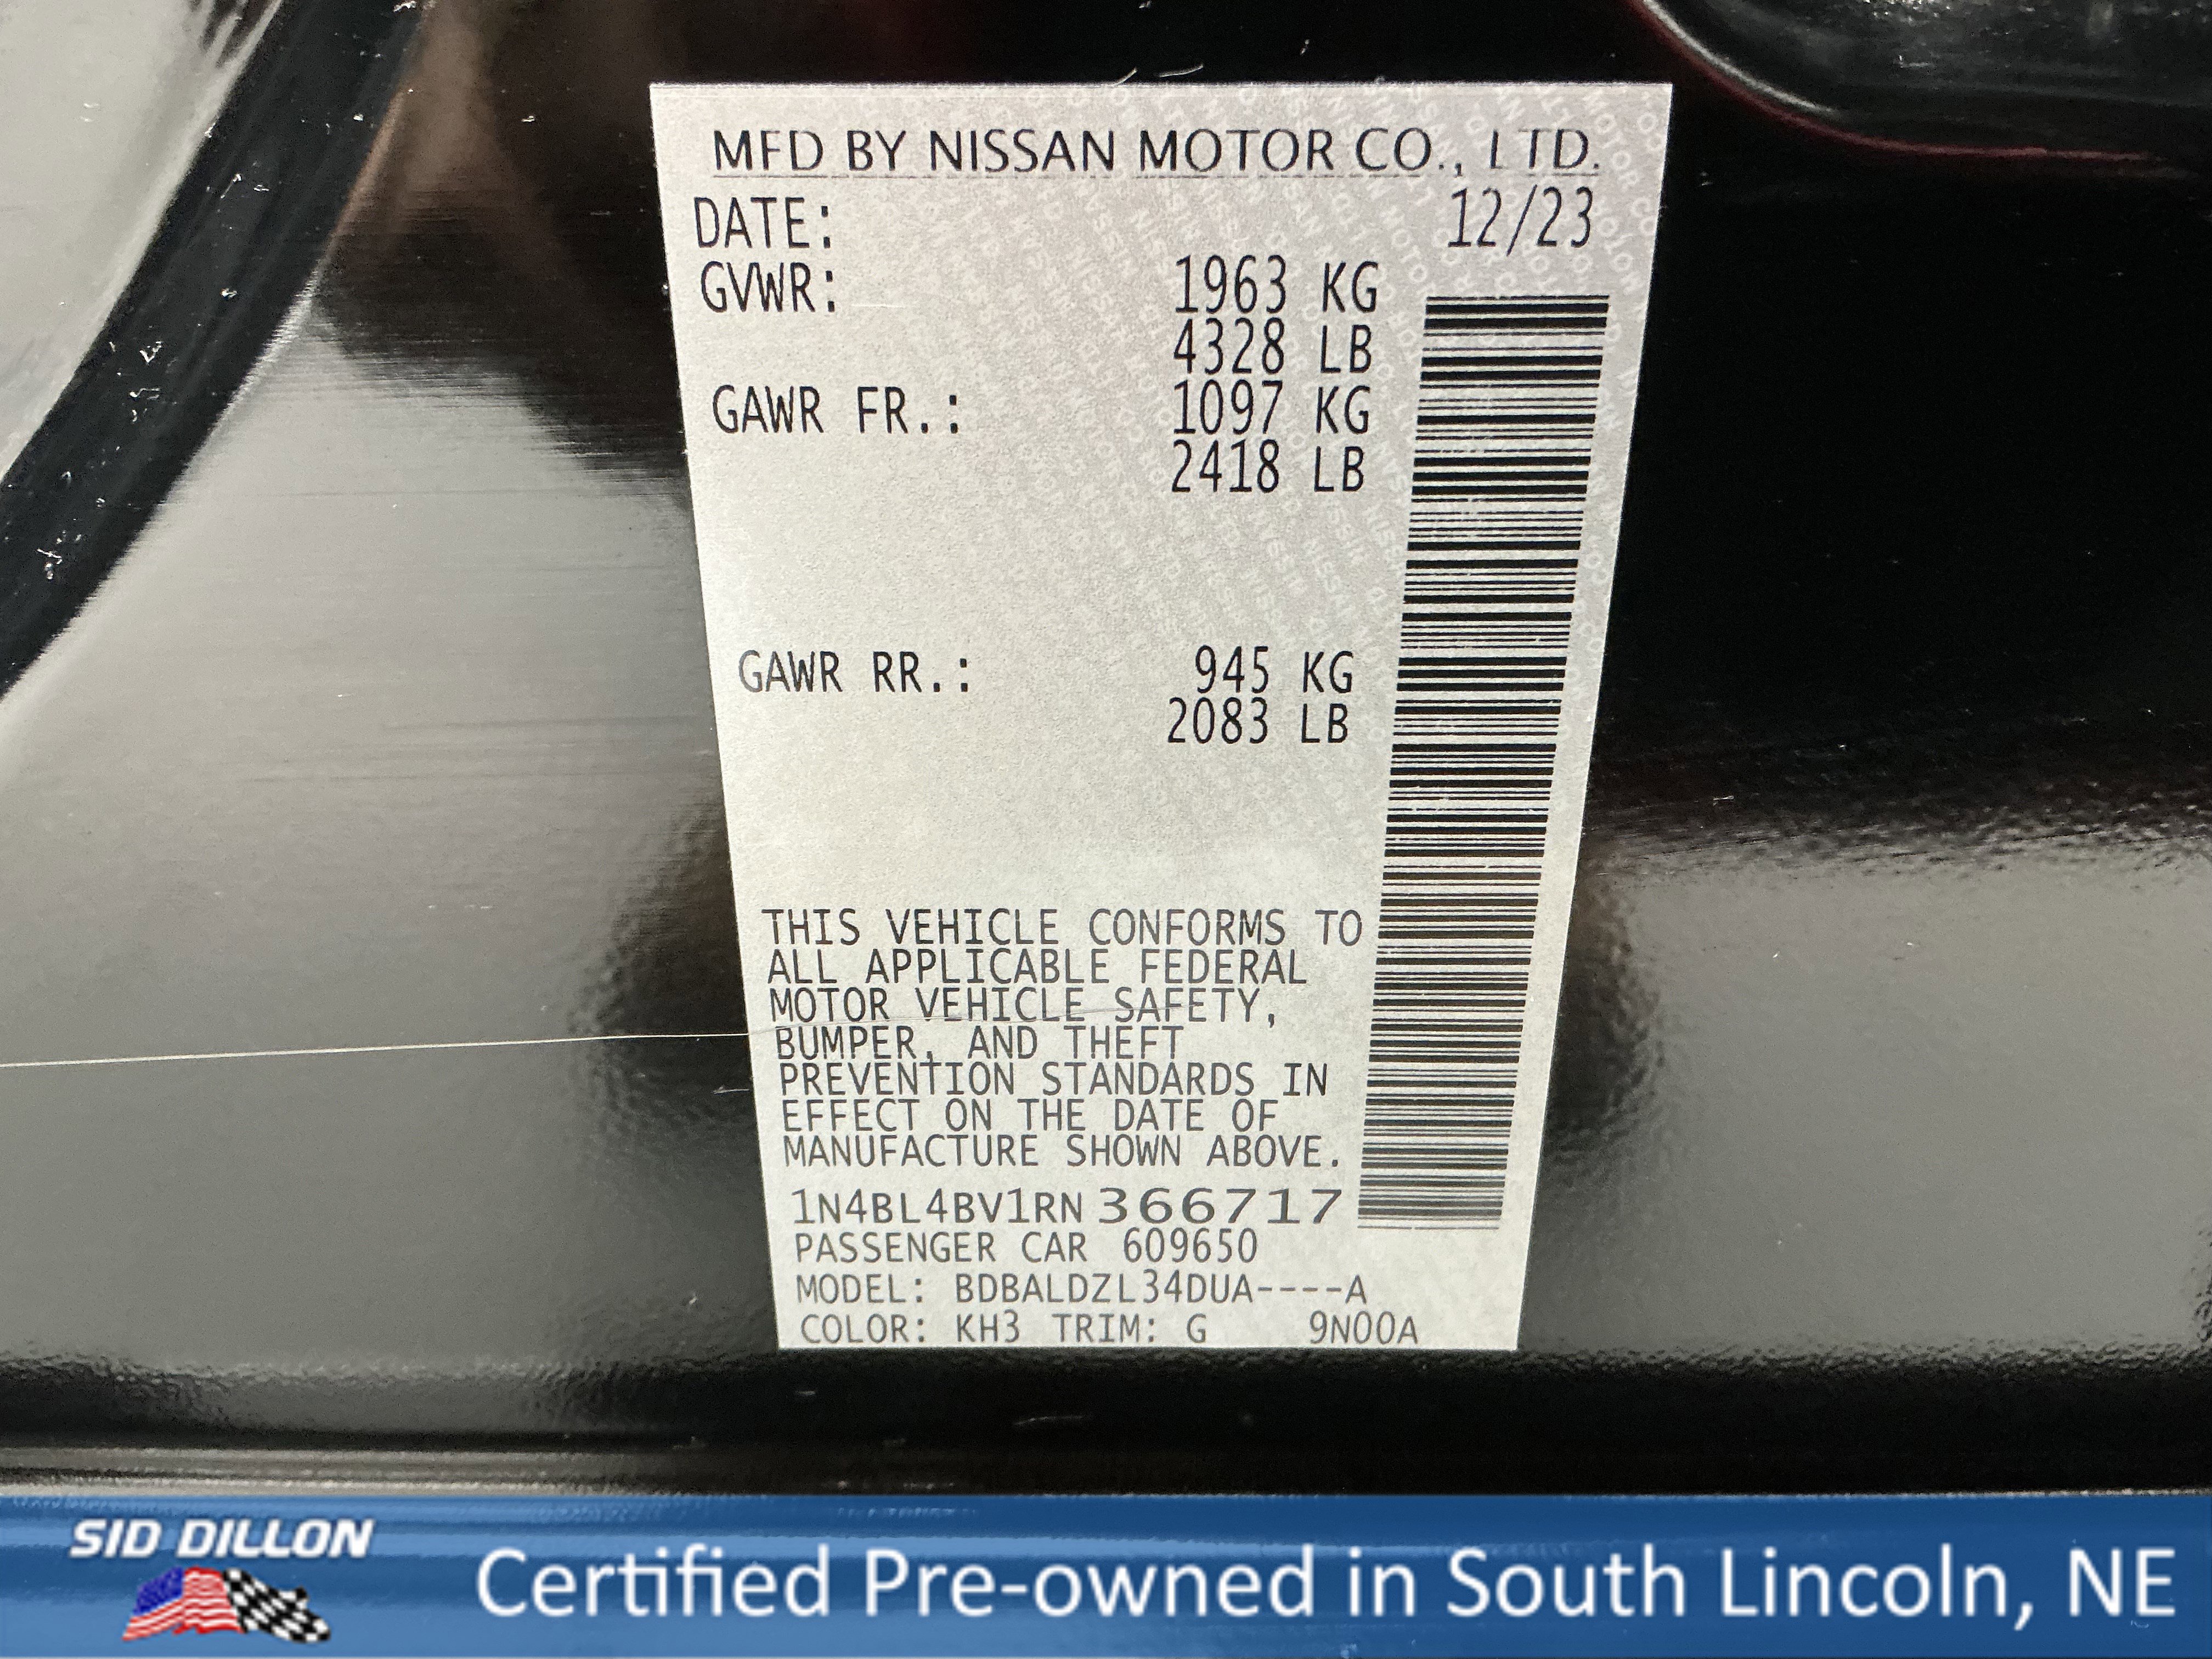 MFD BY NISSAN MOTOR CO., LTD.
DATE: 12/23
GVWR: 1963 KG
4328 LB
GAWR FR.: 1097 KG
2418 LB
GAWR RR.: 945 KG
2083 LB
THIS VEHICLE CONFORMS TO
ALL APPLICABLE FEDERAL
MOTOR VEHICLE SAFETY,
BUMPER, AND THEFT
PREVENTION STANDARDS IN
EFFECT ON THE DATE OF
MANUFACTURE SHOWN ABOVE.
1N4BL4BV1RN366717
PASSENGER CAR 609650
MODEL: BDBALDZL34DUA----A
COLOR: KH3 TRIM: G 9N00A
SID DILLON
Certified Pre-owned in South Lincoln, NE